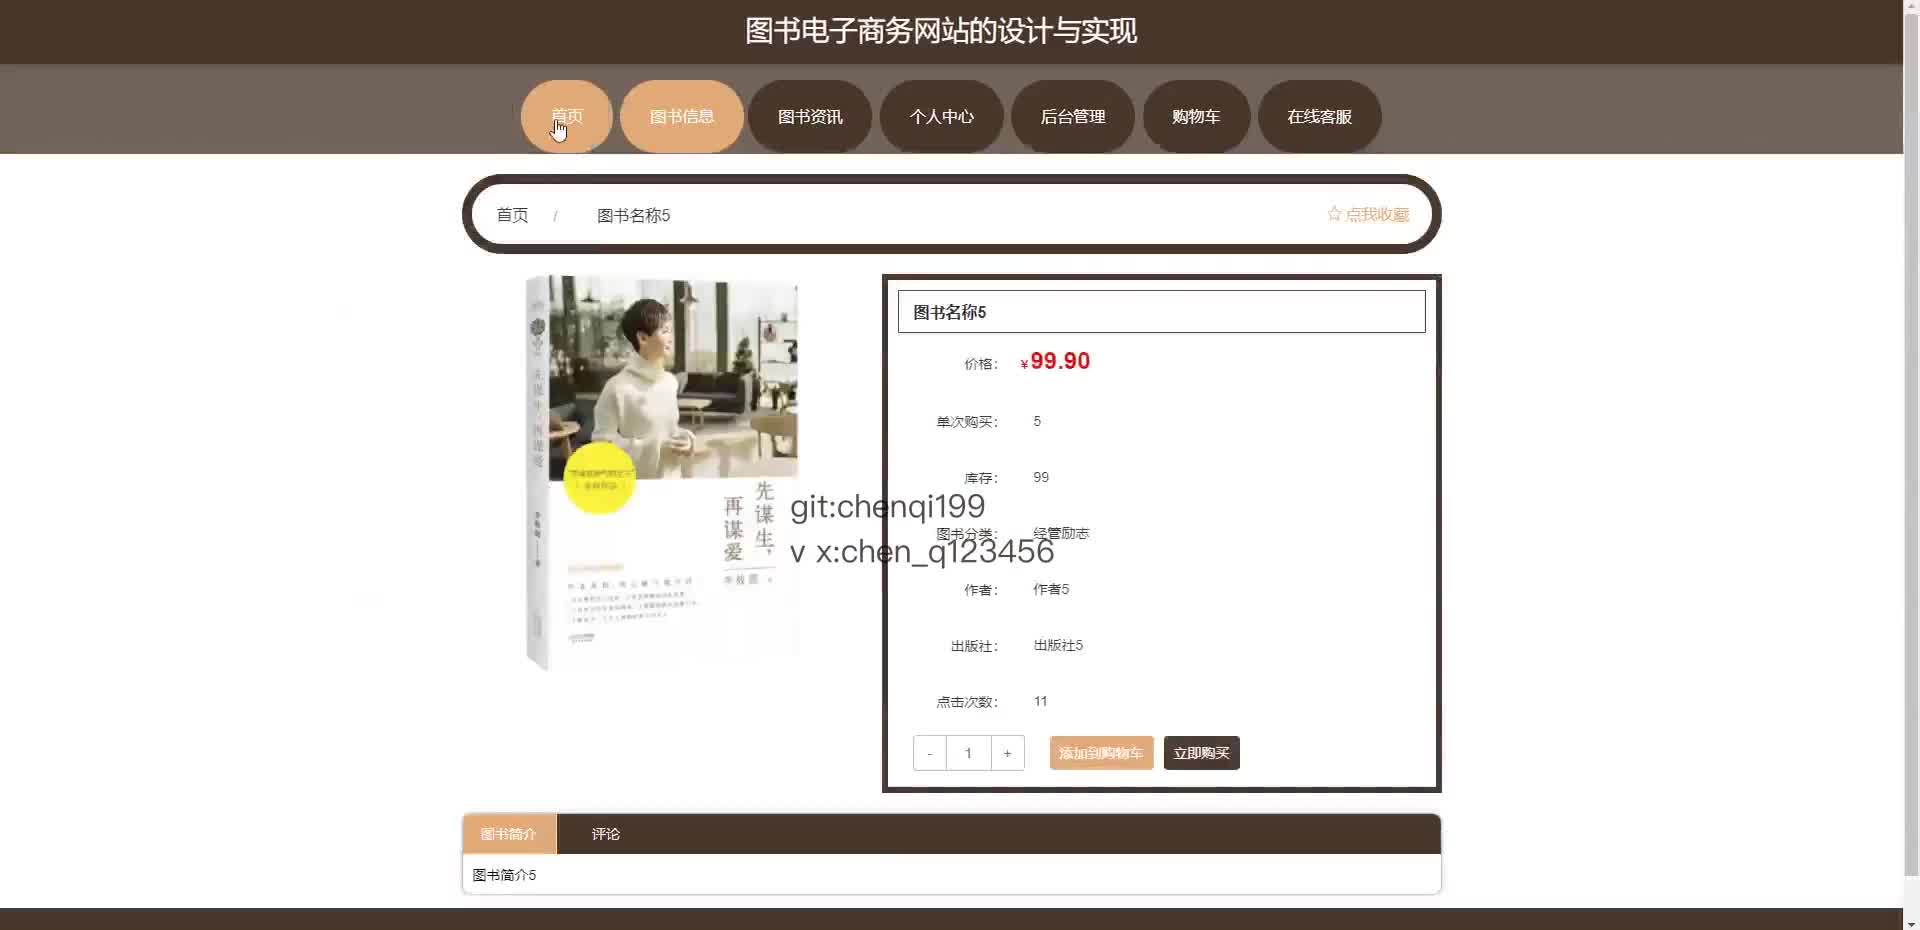 图书电子商务网站的设计与实现
首页
图书信息
图书资讯
个人中心
后台管理
购物车
在线客服
首页 / 图书名称5
☆ 点我收藏
先谋生,
再谋爱
图书名称5
价格： ¥99.90
单次购买： 5
库存： 99
git:chenqi199
图书分类： 经管励志
v x:chen_q123456
作者： 作者5
出版社： 出版社5
点击次数： 11
- 1 +
添加到购物车
立即购买
图书简介
评论
图书简介5